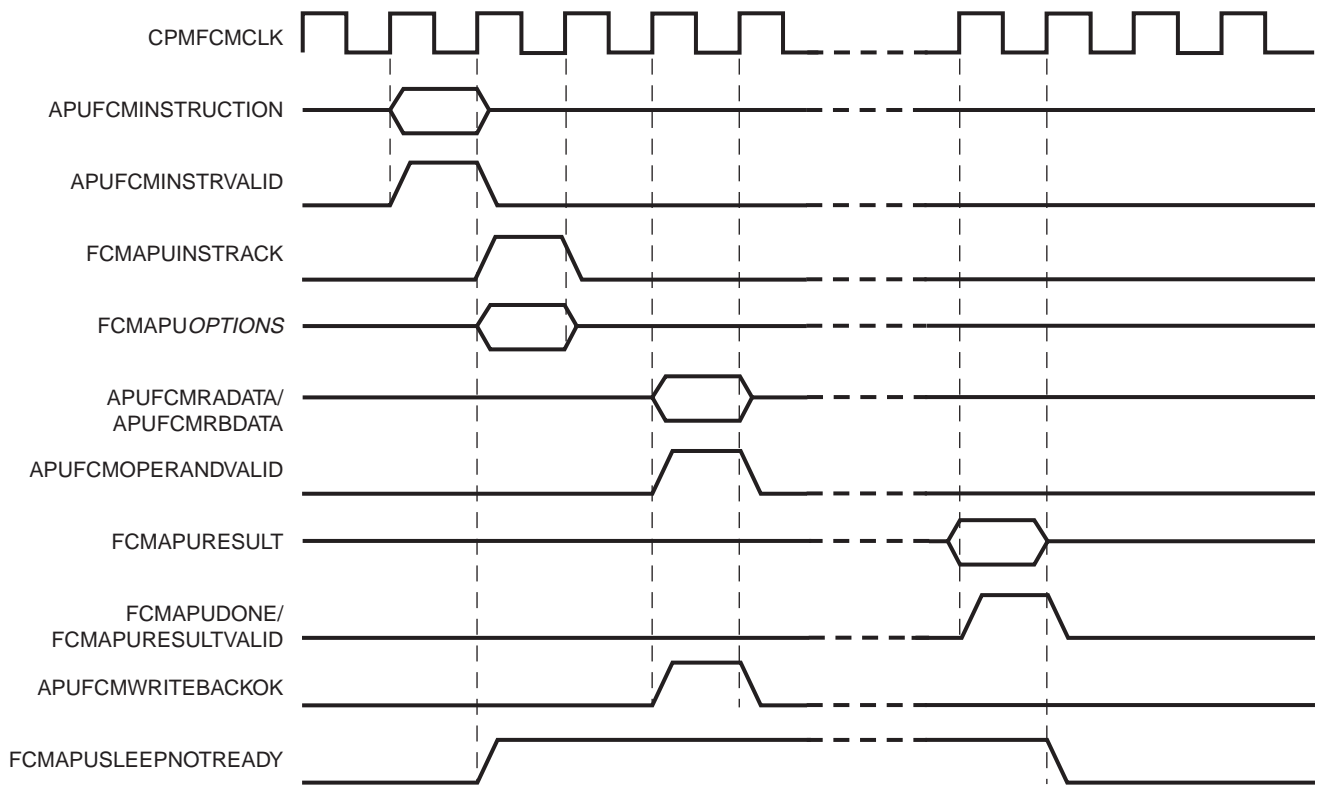 CPMFCMCLK
APUFCMINSTRUCTION
APUFCMINSTRVALID
FCMAPUINSTRACK
FCMAPUOPTIONS
APUFCMRADATA/
APUFCMRBDATA
APUFCMOPERANDVALID
FCMAPURESULT
FCMAPUDONE/
FCMAPURESULTVALID
APUFCMWRITEBACKOK
FCMAPUSLEEPNOTREADY